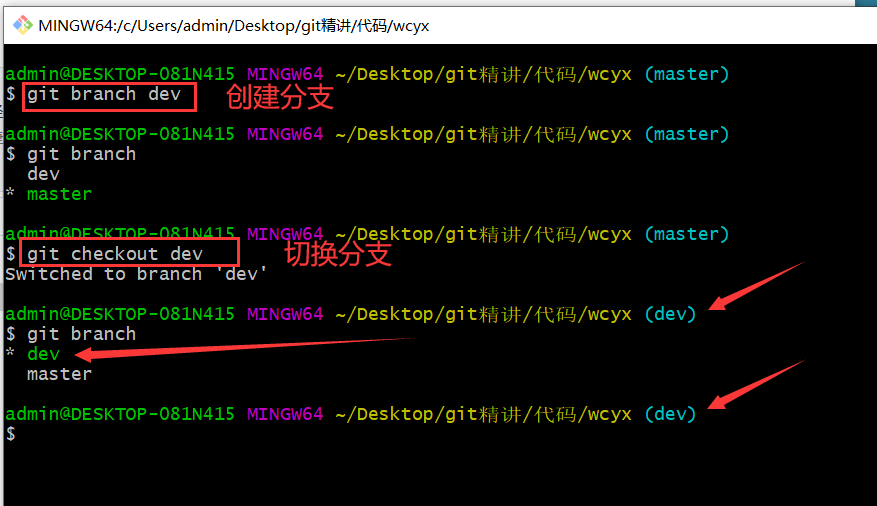 MINGW64:/c/Users/admin/Desktop/git精讲/代码/wcyx
admin@DESKTOP-O81N415 MINGW64 ~/Desktop/git精讲/代码/wcyx (master)
$ git branch dev 创建分支
admin@DESKTOP-O81N415 MINGW64 ~/Desktop/git精讲/代码/wcyx (master)
$ git branch
dev
* master
admin@DESKTOP-O81N415 MINGW64 ~/Desktop/git精讲/代码/wcyx (master)
$ git checkout dev 切换分支
Switched to branch 'dev'
admin@DESKTOP-O81N415 MINGW64 ~/Desktop/git精讲/代码/wcyx (dev)
$ git branch
* dev
master
admin@DESKTOP-O81N415 MINGW64 ~/Desktop/git精讲/代码/wcyx (dev)
$